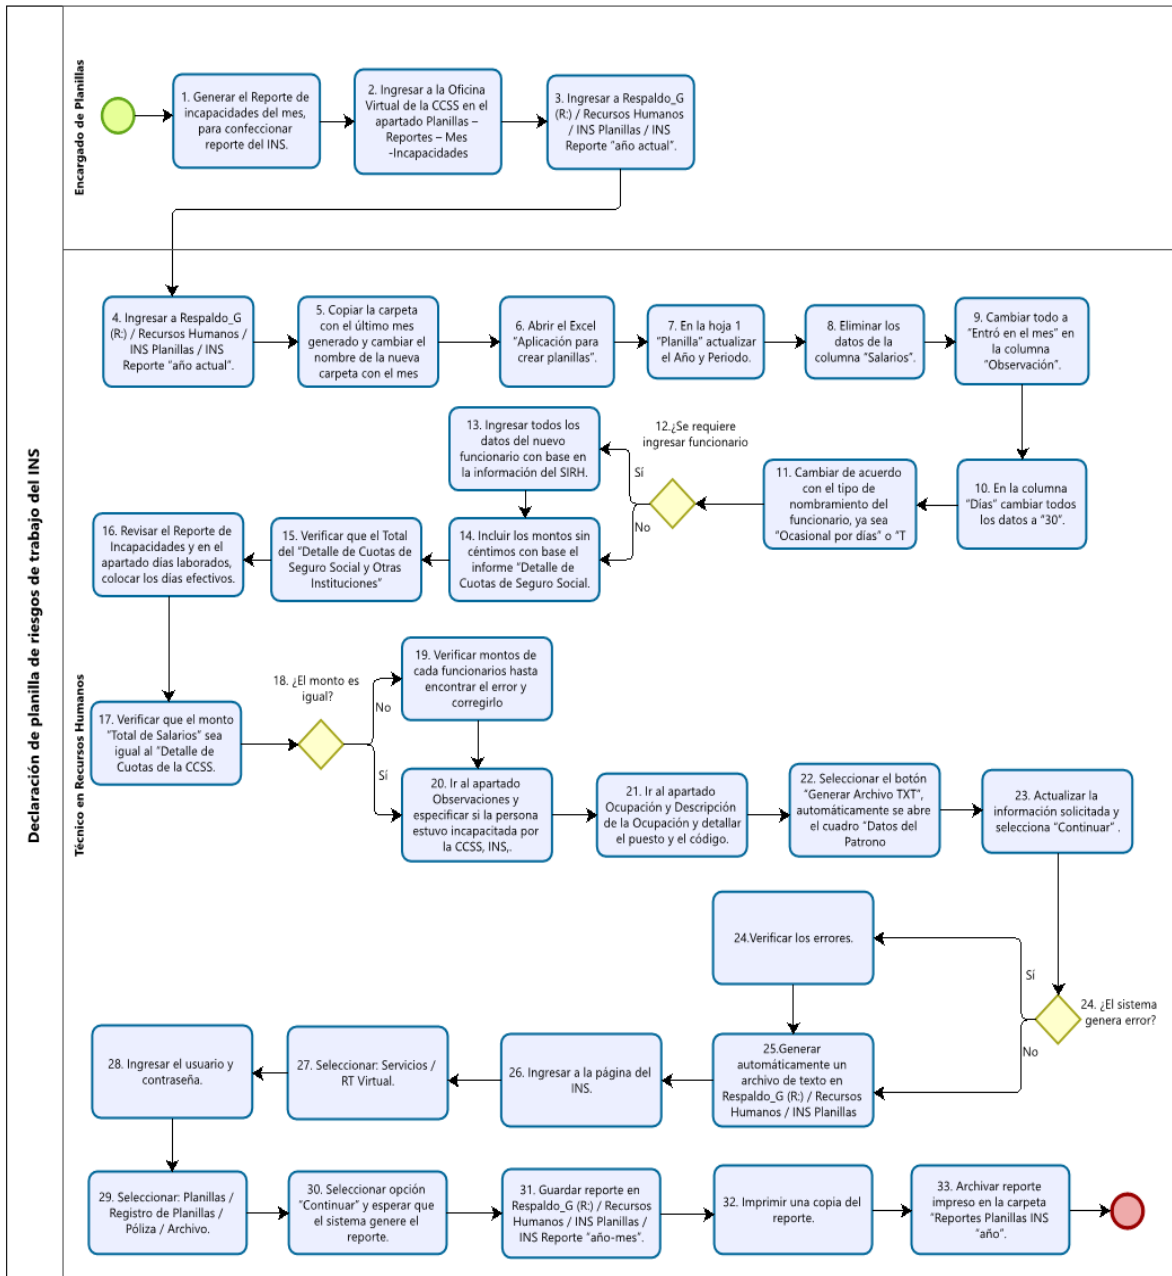 Declaración de planilla de riesgos de trabajo del INS
Encargado de Planillas
1. Generar el Reporte de
incapacidades del mes,
para confeccionar
reporte del INS.
2. Ingresar a la Oficina
Virtual de la CCSS en el
apartado Planillas –
Reportes – Mes
-Incapacidades
3. Ingresar a Respaldo_G
(R:) / Recursos Humanos
/ INS Planillas / INS
Reporte “año actual”.
Técnico en Recursos Humanos
4. Ingresar a Respaldo_G
(R:) / Recursos Humanos
/ INS Planillas / INS
Reporte “año actual”.
5. Copiar la carpeta
con el último mes
generado y cambiar el
nombre de la nueva
carpeta con el mes
6. Abrir el Excel
“Aplicación para
crear planillas”.
7. En la hoja 1
“Planilla” actualizar
el Año y Periodo.
8. Eliminar los
datos de la
columna “Salarios”.
9. Cambiar todo a
“Entró en el mes” en
la columna
“Observación”.
10. En la columna
“Días” cambiar todos
los datos a “30”.
11. Cambiar de acuerdo
con el tipo de
nombramiento del
funcionario, ya sea
“Ocasional por días” o “T
12.¿Se requiere
ingresar funcionario
Sí
No
13. Ingresar todos los
datos del nuevo
funcionario con base en
la información del SIRH.
14. Incluir los montos sin
céntimos con base el
informe “Detalle de
Cuotas de Seguro Social.
15. Verificar que el Total
del “Detalle de Cuotas de
Seguro Social y Otras
Instituciones”
16. Revisar el Reporte de
Incapacidades y en el
apartado días laborados,
colocar los días efectivos.
17. Verificar que el monto
“Total de Salarios” sea
igual al “Detalle de
Cuotas de la CCSS.
18. ¿El monto es
igual?
No
Sí
19. Verificar montos de
cada funcionarios hasta
encontrar el error y
corregirlo
20. Ir al apartado
Observaciones y
especificar si la persona
estuvo incapacitada por
la CCSS, INS,.
21. Ir al apartado
Ocupación y Descripción
de la Ocupación y detallar
el puesto y el código.
22. Seleccionar el botón
“Generar Archivo TXT”,
automáticamente se abre
el cuadro “Datos del
Patrono
23. Actualizar la
información solicitada y
selecciona “Continuar” .
24. ¿El sistema
genera error?
Sí
No
24.Verificar los errores.
25.Generar
automáticamente un
archivo de texto en
Respaldo_G (R:) / Recursos
Humanos / INS Planillas
26. Ingresar a la página del
INS.
27. Seleccionar: Servicios /
RT Virtual.
28. Ingresar el usuario y
contraseña.
29. Seleccionar: Planillas /
Registro de Planillas /
Póliza / Archivo.
30. Seleccionar opción
“Continuar” y esperar que
el sistema genere el
reporte.
31. Guardar reporte en
Respaldo_G (R:) / Recursos
Humanos / INS Planillas /
INS Reporte “año-mes”.
32. Imprimir una copia del
reporte.
33. Archivar reporte
impreso en la carpeta
“Reportes Planillas INS
“año”.